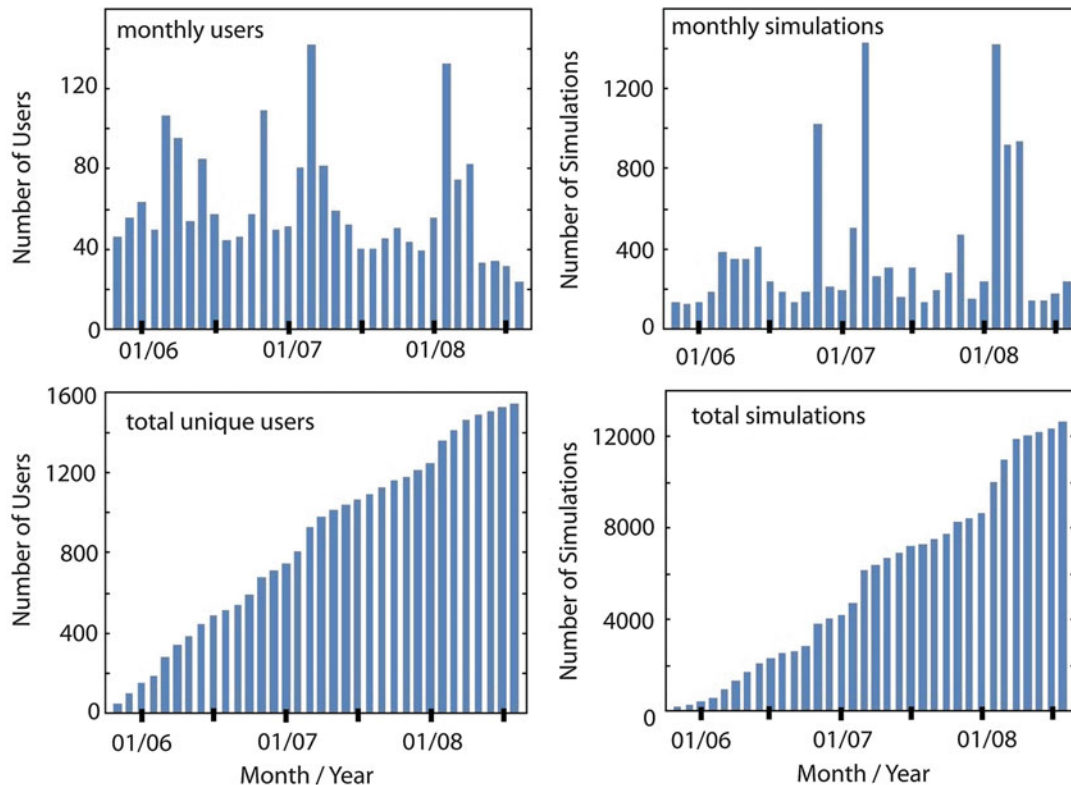 monthly users
Number of Users
120
80
40
0
01/06
01/07
01/08
monthly simulations
Number of Simulations
1200
800
400
0
01/06
01/07
01/08
total unique users
Number of Users
1600
1200
800
400
0
01/06
01/07
01/08
Month / Year
total simulations
Number of Simulations
12000
8000
4000
0
01/06
01/07
01/08
Month / Year